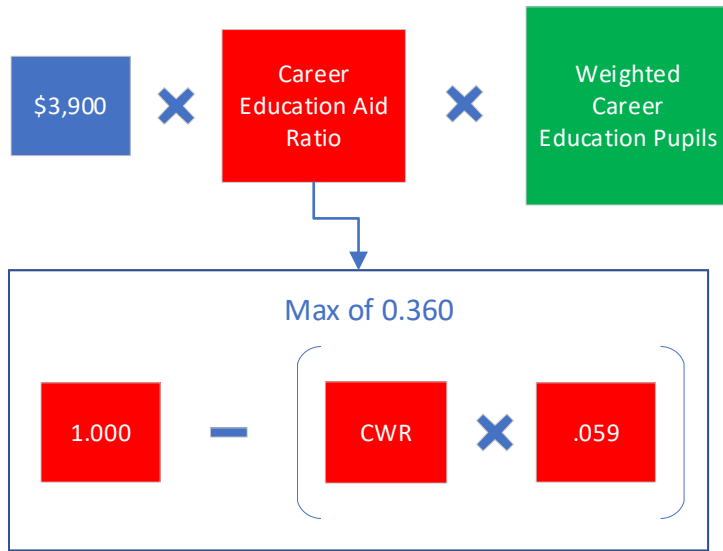 $3,900
Career
Education Aid
Ratio
Weighted
Career
Education Pupils
Max of 0.360
1.000
CWR
.059